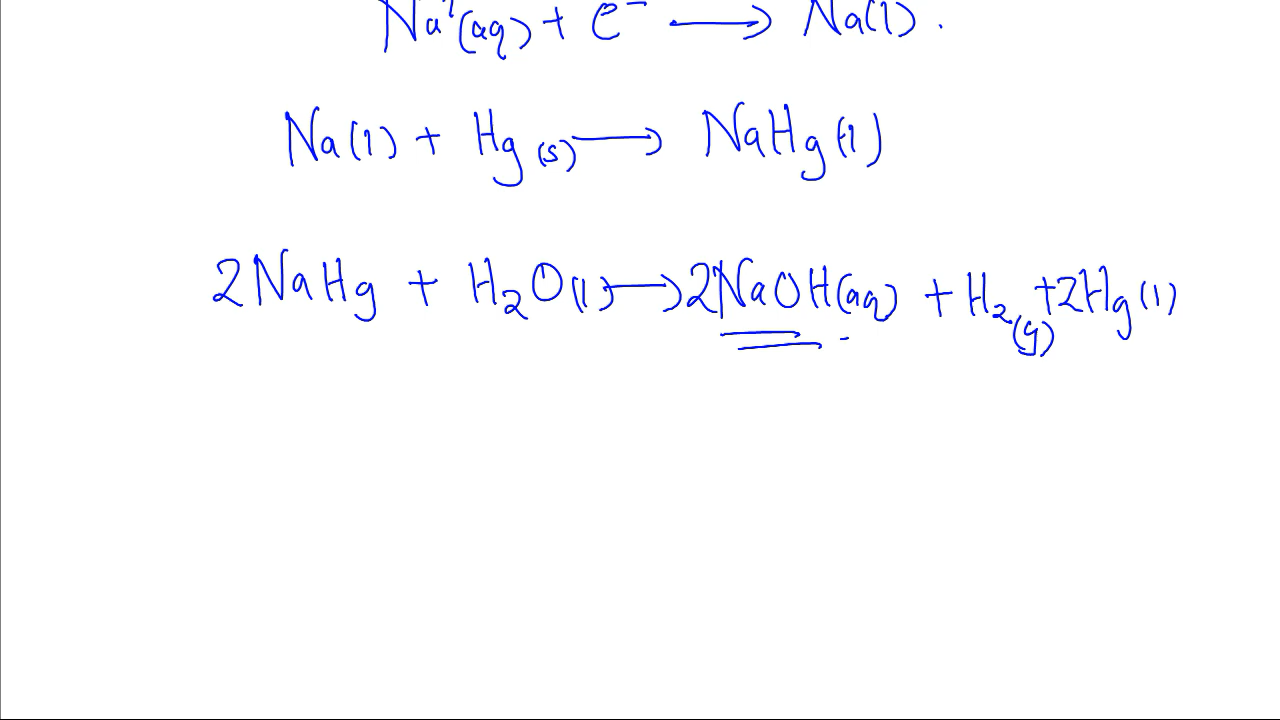 Na⁺(aq) + e⁻ ⟶ Na(l).
Na(l) + Hg(s) ⟶ NaHg(l)
2NaHg + H₂O(l) ⟶ 2NaOH(aq) + H₂(g) + 2Hg(l)